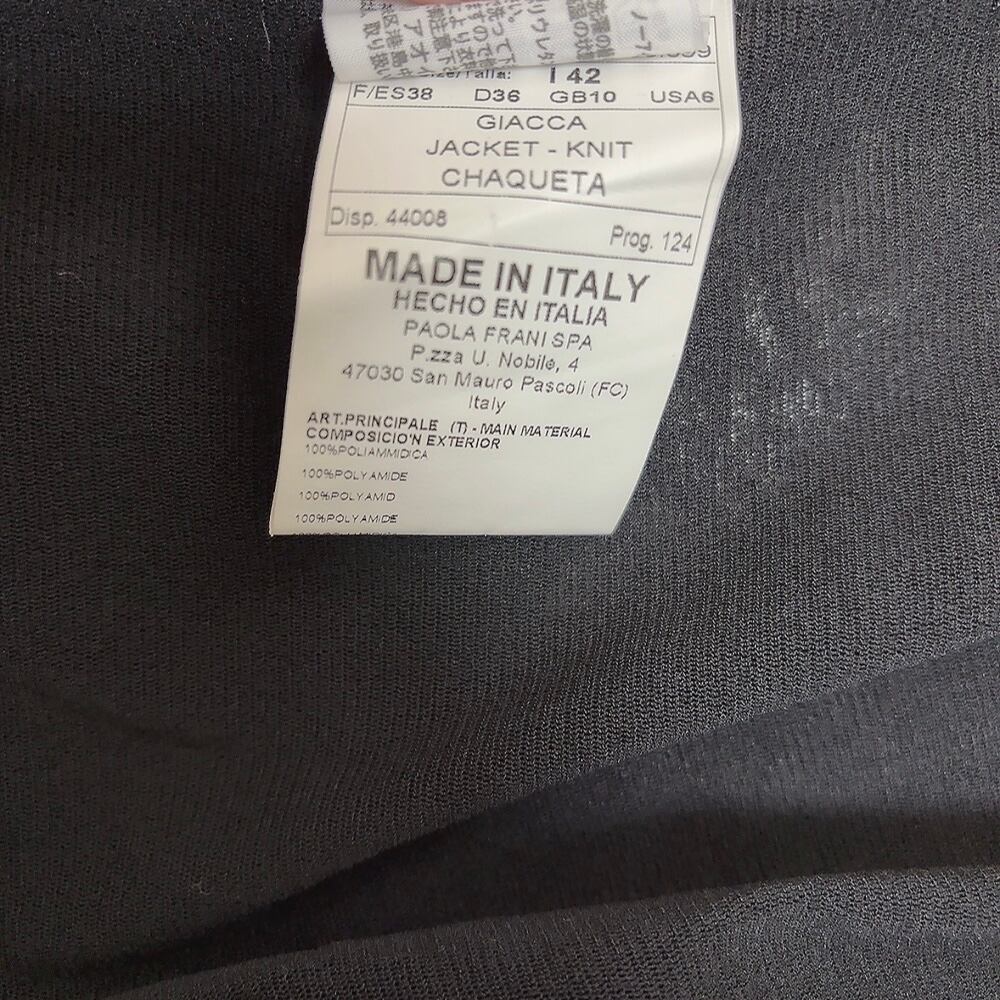 I 42
F/ES38 D36 GB10 USA6
GIACCA
JACKET - KNIT
CHAQUETA
Disp. 44008
Prog. 124
MADE IN ITALY
HECHO EN ITALIA
PAOLA FRANI SPA
P.zza U. Nobile, 4
47030 San Mauro Pascoli (FC)
Italy
ART.PRINCIPALE (T) - MAIN MATERIAL
COMPOSICIO'N EXTERIOR
100%POLIAMMIDICA
100%POLYAMIDE
100%POLYAMID
100%POLYAMIDE